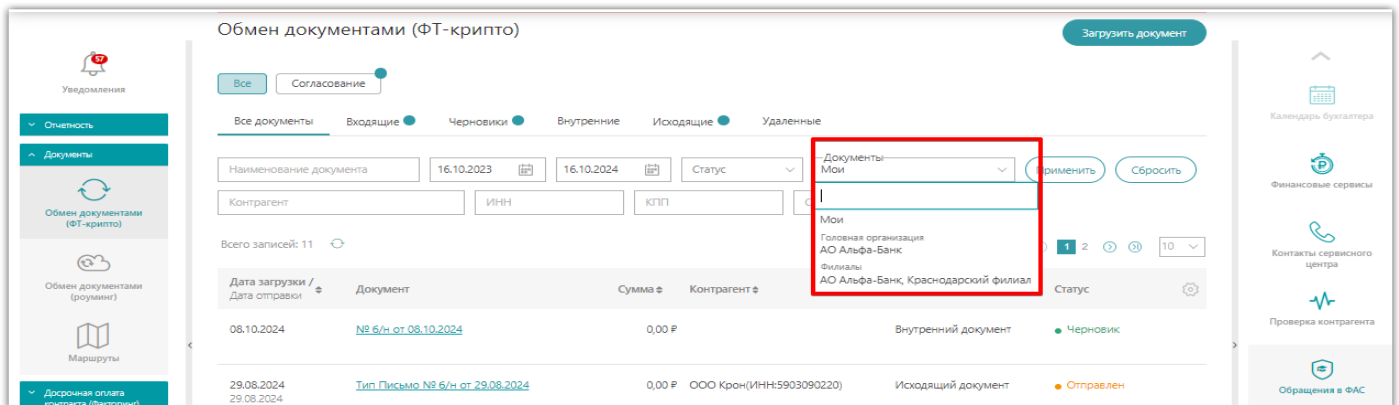 Обмен документами (ФТ-крипто)
Загрузить документ
57
Уведомления
Все
Согласование
Отчетность
Все документы
Входящие
Черновики
Внутренние
Исходящие
Удаленные
Календарь бухгалтера
Документы
Наименование документа
16.10.2023
16.10.2024
Статус
Документы
Мои
Применить
Сбросить
Финансовые сервисы
Контрагент
ИНН
КПП
Мои
Обмен документами
(ФТ-крипто)
Всего записей: 11
Головная организация
АО Альфа-Банк
Филиалы
АО Альфа-Банк, Краснодарский филиал
1 2
10
Контакты сервисного
центра
Обмен документами
(роуминг)
Дата загрузки /
Дата отправки
Документ
Сумма
Контрагент
Статус
Проверка контрагента
08.10.2024
№ б/н от 08.10.2024
0,00 ₽
Внутренний документ
Черновик
Маршруты
29.08.2024
29.08.2024
Тип Письмо № б/н от 29.08.2024
0,00 ₽
ООО Крон(ИНН:5903090220)
Исходящий документ
Отправлен
Обращения в ФАС
Досрочная оплата
контракта (Факторинг)